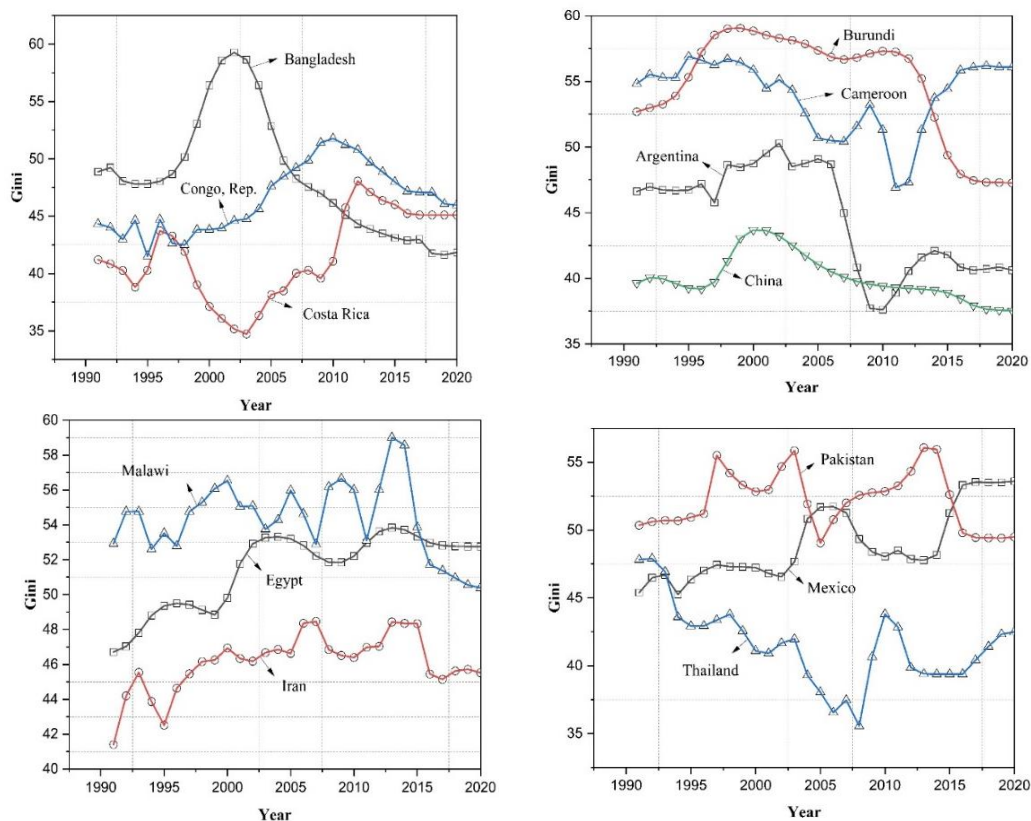 60
55
50
45
40
35
Gini
Bangladesh
Congo, Rep.
Costa Rica
1990 1995 2000 2005 2010 2015 2020
Year
60
55
50
45
40
35
Gini
Burundi
Cameroon
Argentina
China
1990 1995 2000 2005 2010 2015 2020
Year
60
58
56
54
52
50
48
46
44
42
40
Gini
Malawi
Egypt
Iran
1990 1995 2000 2005 2010 2015 2020
Year
55
50
45
40
35
Gini
Pakistan
Mexico
Thailand
1990 1995 2000 2005 2010 2015 2020
Year